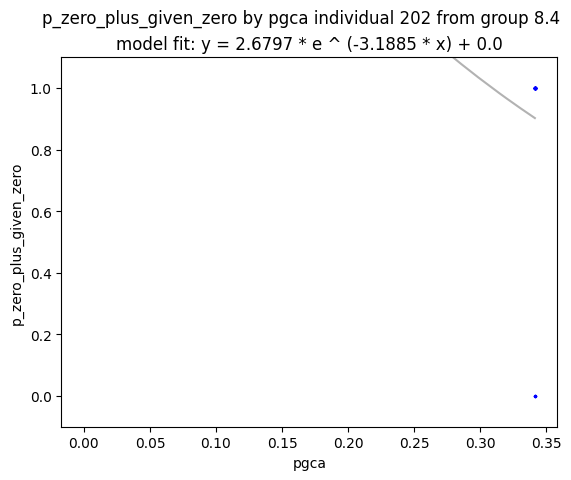 p_zero_plus_given_zero by pgca individual 202 from group 8.4
model fit: y = 2.6797 * e ^ (-3.1885 * x) + 0.0
1.0
0.8
0.6
0.4
0.2
0.0
p_zero_plus_given_zero
0.00 0.05 0.10 0.15 0.20 0.25 0.30 0.35
pgca